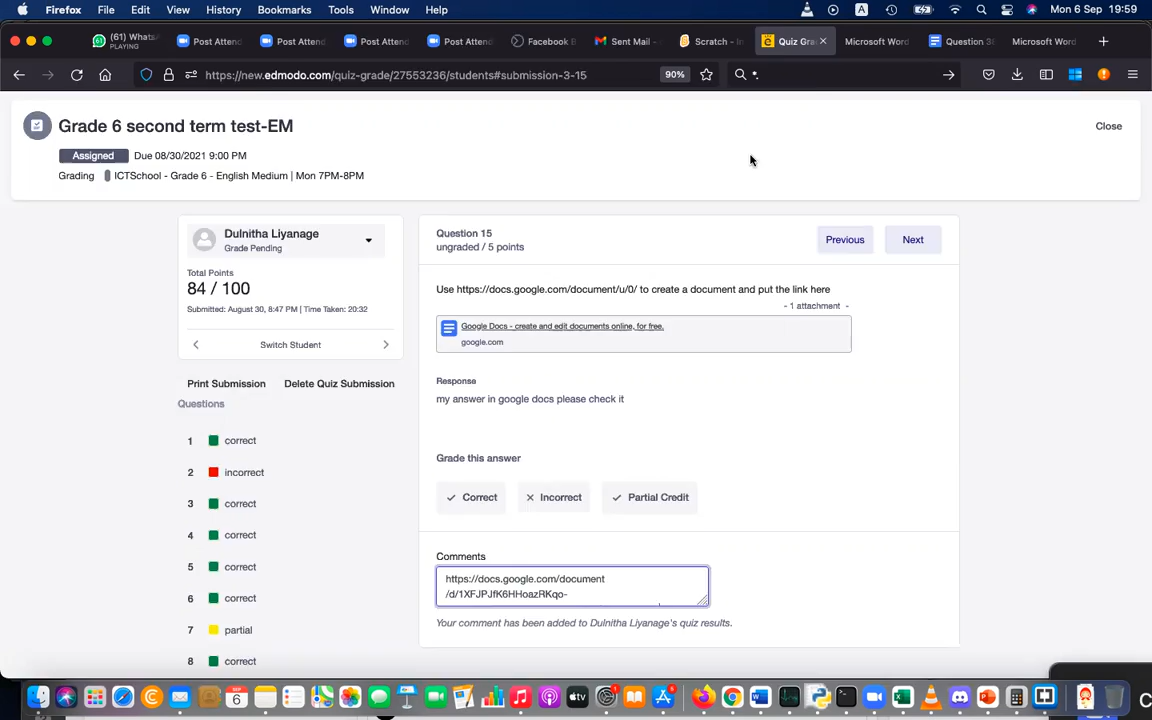 Firefox File Edit View History Bookmarks Tools Window Help A Mon 6 Sep 19:59
(61) Whats
PLAYING
Post Attend Post Attend Post Attend Post Attend Facebook Sent Mail - Scratch - In Quiz Gra Microsoft Word Question Microsoft Word
https://new.edmodo.com/quiz-grade/27553236/students#submission-3-15 90%
Grade 6 second term test-EM Close
Assigned Due 08/30/2021 9:00 PM
Grading ICTSchool - Grade 6 - English Medium | Mon 7PM-8PM
Dulnitha Liyanage
Grade Pending
Total Points
84 / 100
Submitted: August 30, 8:47 PM | Time Taken: 20:32
Switch Student
Print Submission Delete Quiz Submission
Questions
1 correct
2 incorrect
3 correct
4 correct
5 correct
6 correct
7 partial
8 correct
Question 15
ungraded / 5 points
Previous Next
Use https://docs.google.com/document/u/0/ to create a document and put the link here
- 1 attachment -
Google Docs - create and edit documents online, for free.
google.com
Response
my answer in google docs please check it
Grade this answer
Correct Incorrect Partial Credit
Comments
https://docs.google.com/document
/d/1XFJPJfK6HHoazRKqo-
Your comment has been added to Dulnitha Liyanage's quiz results.
SEP
6
tv